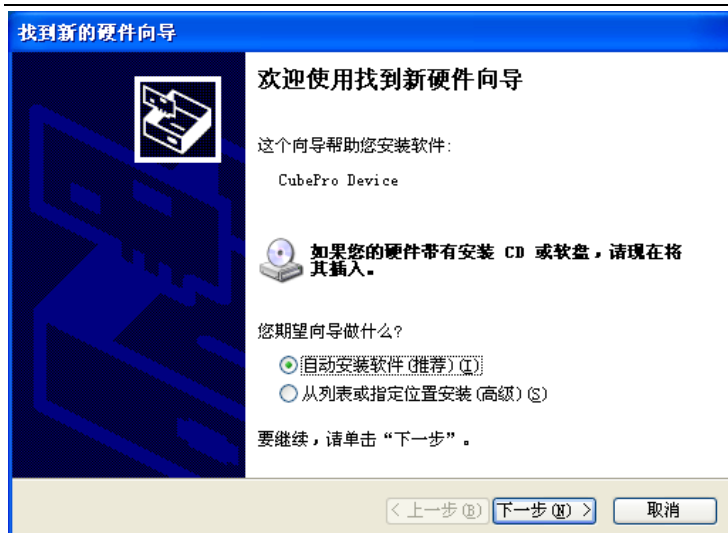 找到新的硬件向导
欢迎使用找到新硬件向导
这个向导帮助您安装软件:
CubePro Device
如果您的硬件带有安装 CD 或软盘，请现在将
其插入。
您期望向导做什么?
自动安装软件(推荐)(I)
从列表或指定位置安装(高级)(S)
要继续，请单击“下一步”。
< 上一步(B) 下一步(N) > 取消